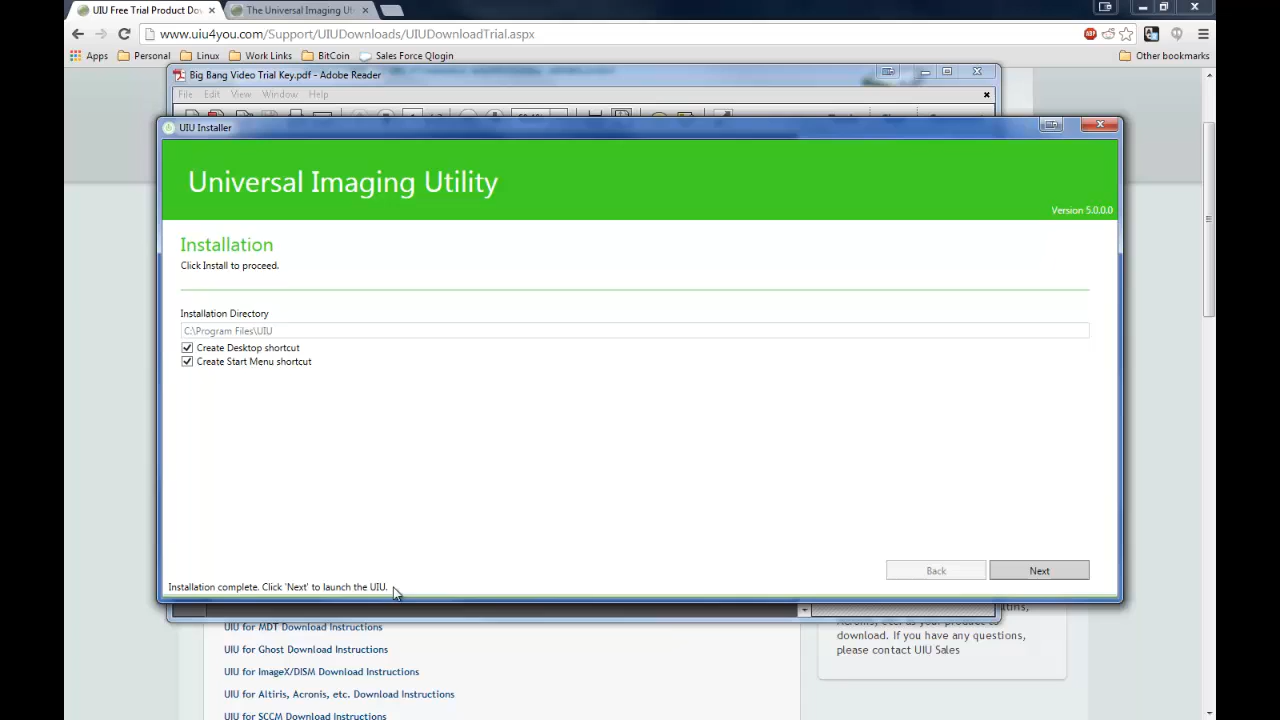 UIU Free Trial Product Do
The Universal Imaging Ut
www.uiu4you.com/Support/UIUDownloads/UIUDownloadTrial.aspx
Apps
Personal
Linux
Work Links
BitCoin
Sales Force Qlogin
Other bookmarks
Big Bang Video Trial Key.pdf - Adobe Reader
File Edit View Window Help
UIU Installer
Universal Imaging Utility
Version 5.0.0.0
Installation
Click Install to proceed.
Installation Directory
C:\Program Files\UIU
Create Desktop shortcut
Create Start Menu shortcut
Back
Next
Installation complete. Click 'Next' to launch the UIU.
UIU for MDT Download Instructions
UIU for Ghost Download Instructions
UIU for ImageX/DISM Download Instructions
UIU for Altiris, Acronis, etc. Download Instructions
UIU for SCCM Download Instructions
download. If you have any questions,
please contact UIU Sales